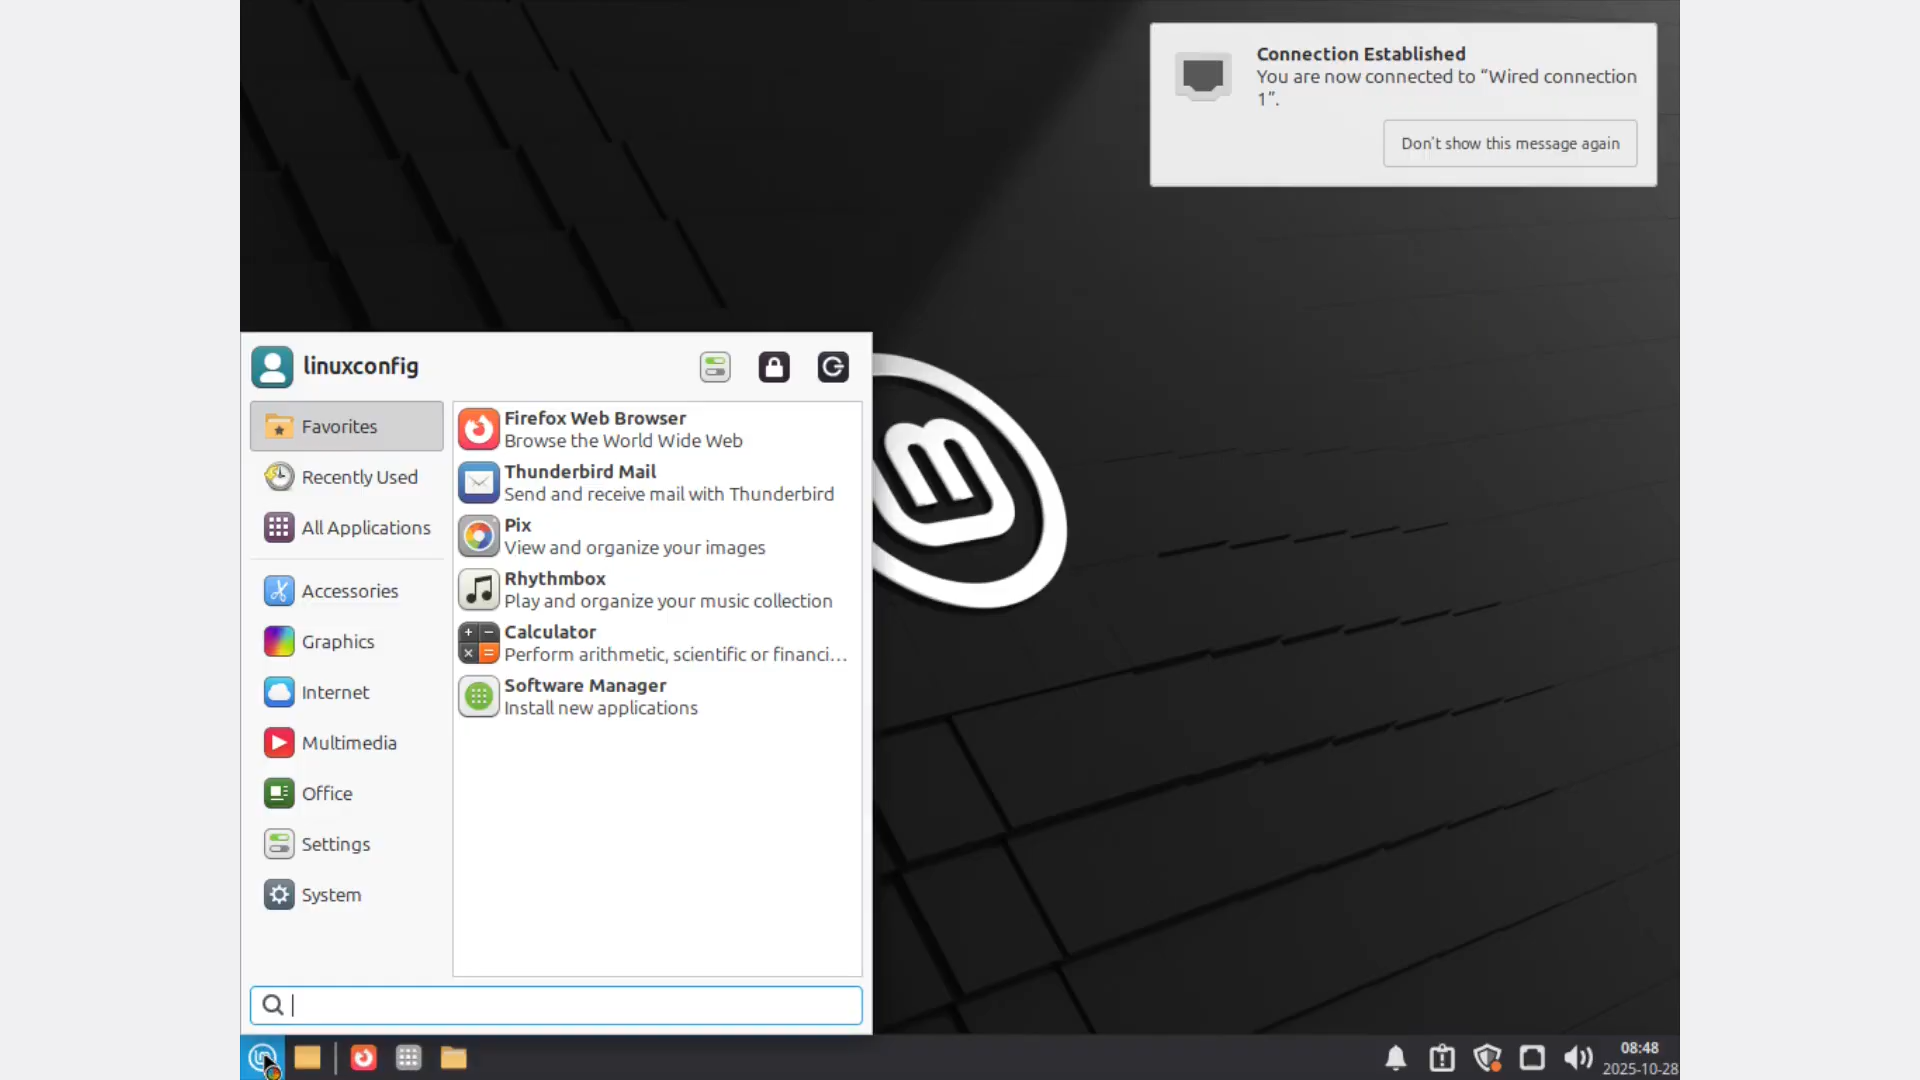 Connection Established
You are now connected to “Wired connection
1”.
Don't show this message again
linuxconfig
Favorites
Recently Used
All Applications
Accessories
Graphics
Internet
Multimedia
Office
Settings
System
Firefox Web Browser
Browse the World Wide Web
Thunderbird Mail
Send and receive mail with Thunderbird
Pix
View and organize your images
Rhythmbox
Play and organize your music collection
Calculator
Perform arithmetic, scientific or financi…
Software Manager
Install new applications
08:48
2025-10-28